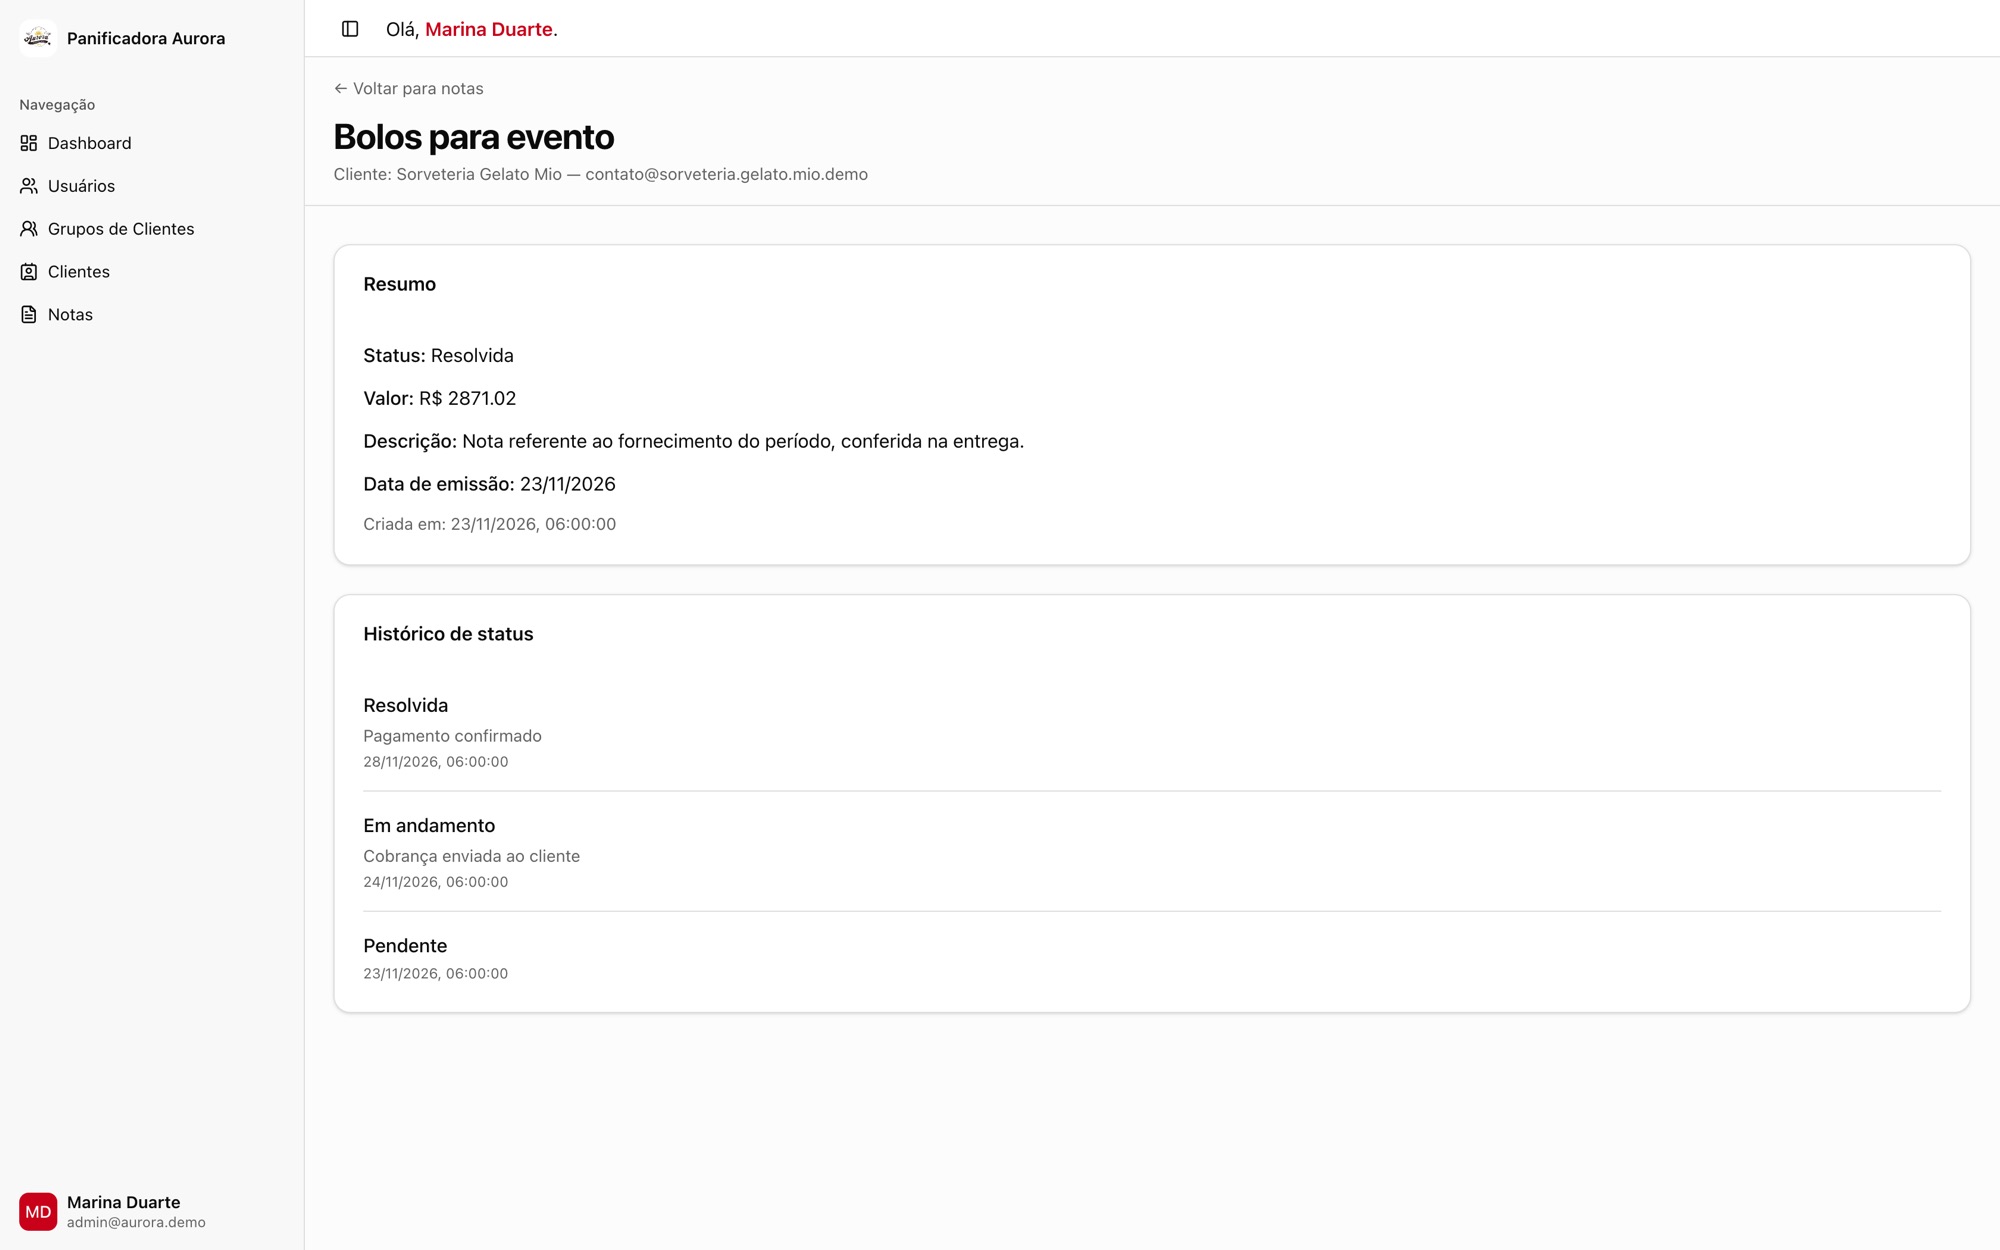 Panificadora Aurora
Navegação
Dashboard
Usuários
Grupos de Clientes
Clientes
Notas
Marina Duarte
MD
admin@aurora.demo
Olá, Marina Duarte.
← Voltar para notas
Bolos para evento
Cliente: Sorveteria Gelato Mio — contato@sorveteria.gelato.mio.demo
Resumo
Status: Resolvida
Valor: R$ 2871.02
Descrição: Nota referente ao fornecimento do período, conferida na entrega.
Data de emissão: 23/11/2026
Criada em: 23/11/2026, 06:00:00
Histórico de status
Resolvida
Pagamento confirmado
28/11/2026, 06:00:00
Em andamento
Cobrança enviada ao cliente
24/11/2026, 06:00:00
Pendente
23/11/2026, 06:00:00